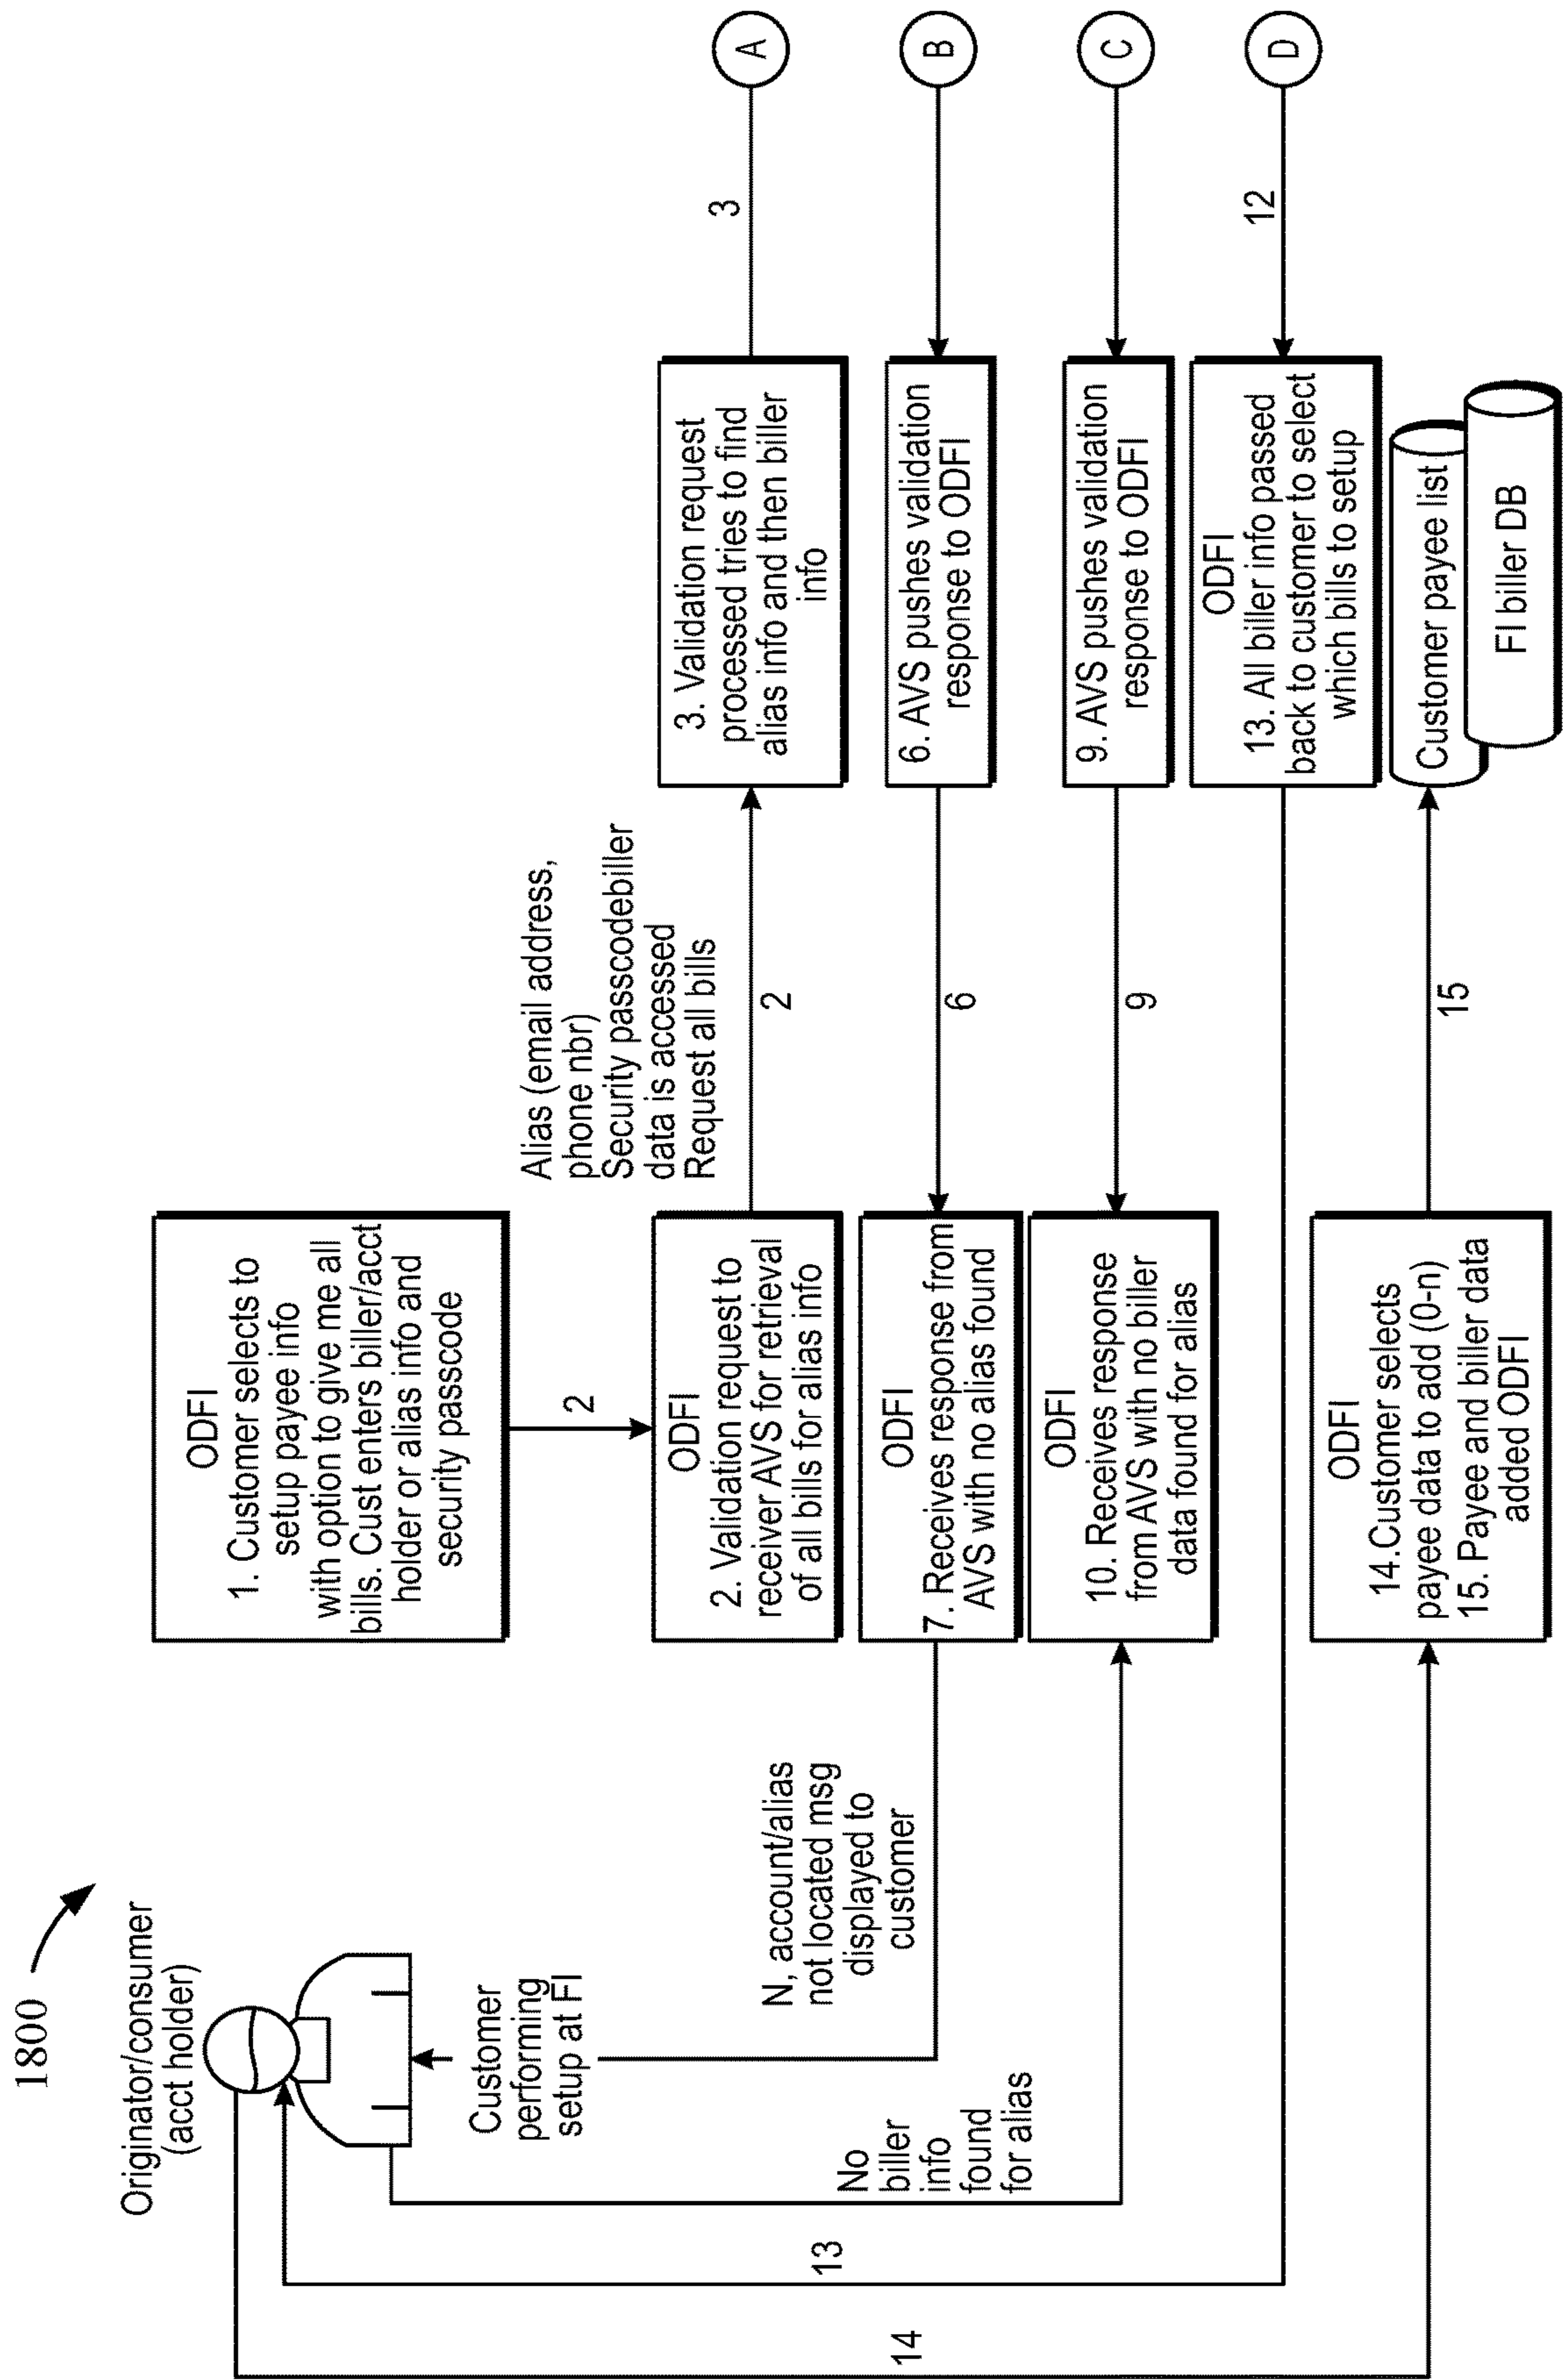 1800
Originator/consumer
(acct holder)
Customer
performing
setup at FI
ODFI
1. Customer selects to
setup payee info
with option to give me all
bills. Cust enters biller/acct
holder or alias info and
security passcode
2
Alias (email address,
phone nbr)
Security passcodebiller
data is accessed
Request all bills
ODFI
2. Validation request to
receiver AVS for retrieval
of all bills for alias info
2
3. Validation request
processed tries to find
alias info and then biller
info
3
A
N, account/alias
not located msg
displayed to
customer
ODFI
7. Receives response from
AVS with no alias found
6
6. AVS pushes validation
response to ODFI
B
No
biller
info
found
for alias
ODFI
10. Receives response
from AVS with no biller
data found for alias
9
9. AVS pushes validation
response to ODFI
C
13
ODFI
13. All biller info passed
back to customer to select
which bills to setup
12
D
14
ODFI
14.Customer selects
payee data to add (0-n)
15. Payee and biller data
added ODFI
15
Customer payee list
FI biller DB